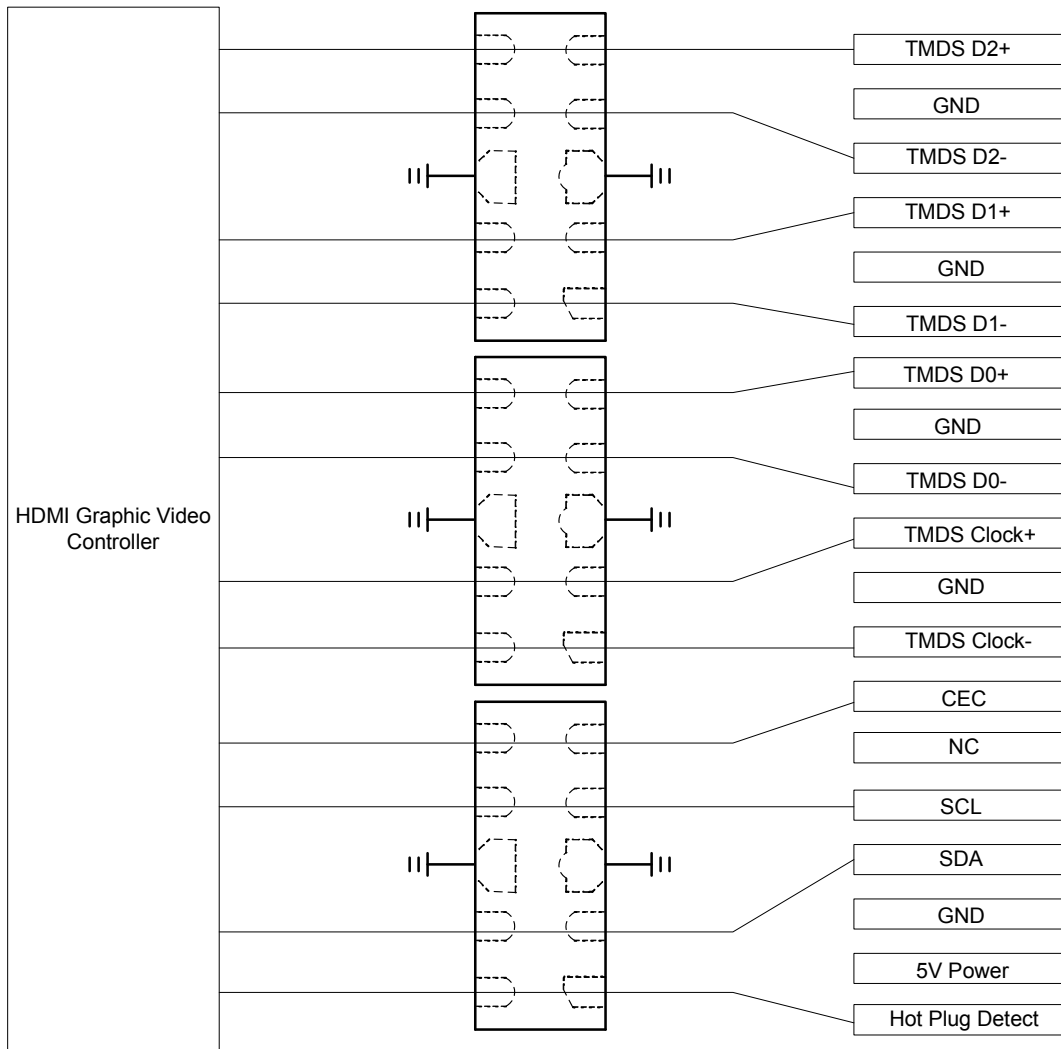 HDMI Graphic Video
Controller
TMDS D2+
GND
TMDS D2-
TMDS D1+
GND
TMDS D1-
TMDS D0+
GND
TMDS D0-
TMDS Clock+
GND
TMDS Clock-
CEC
NC
SCL
SDA
GND
5V Power
Hot Plug Detect